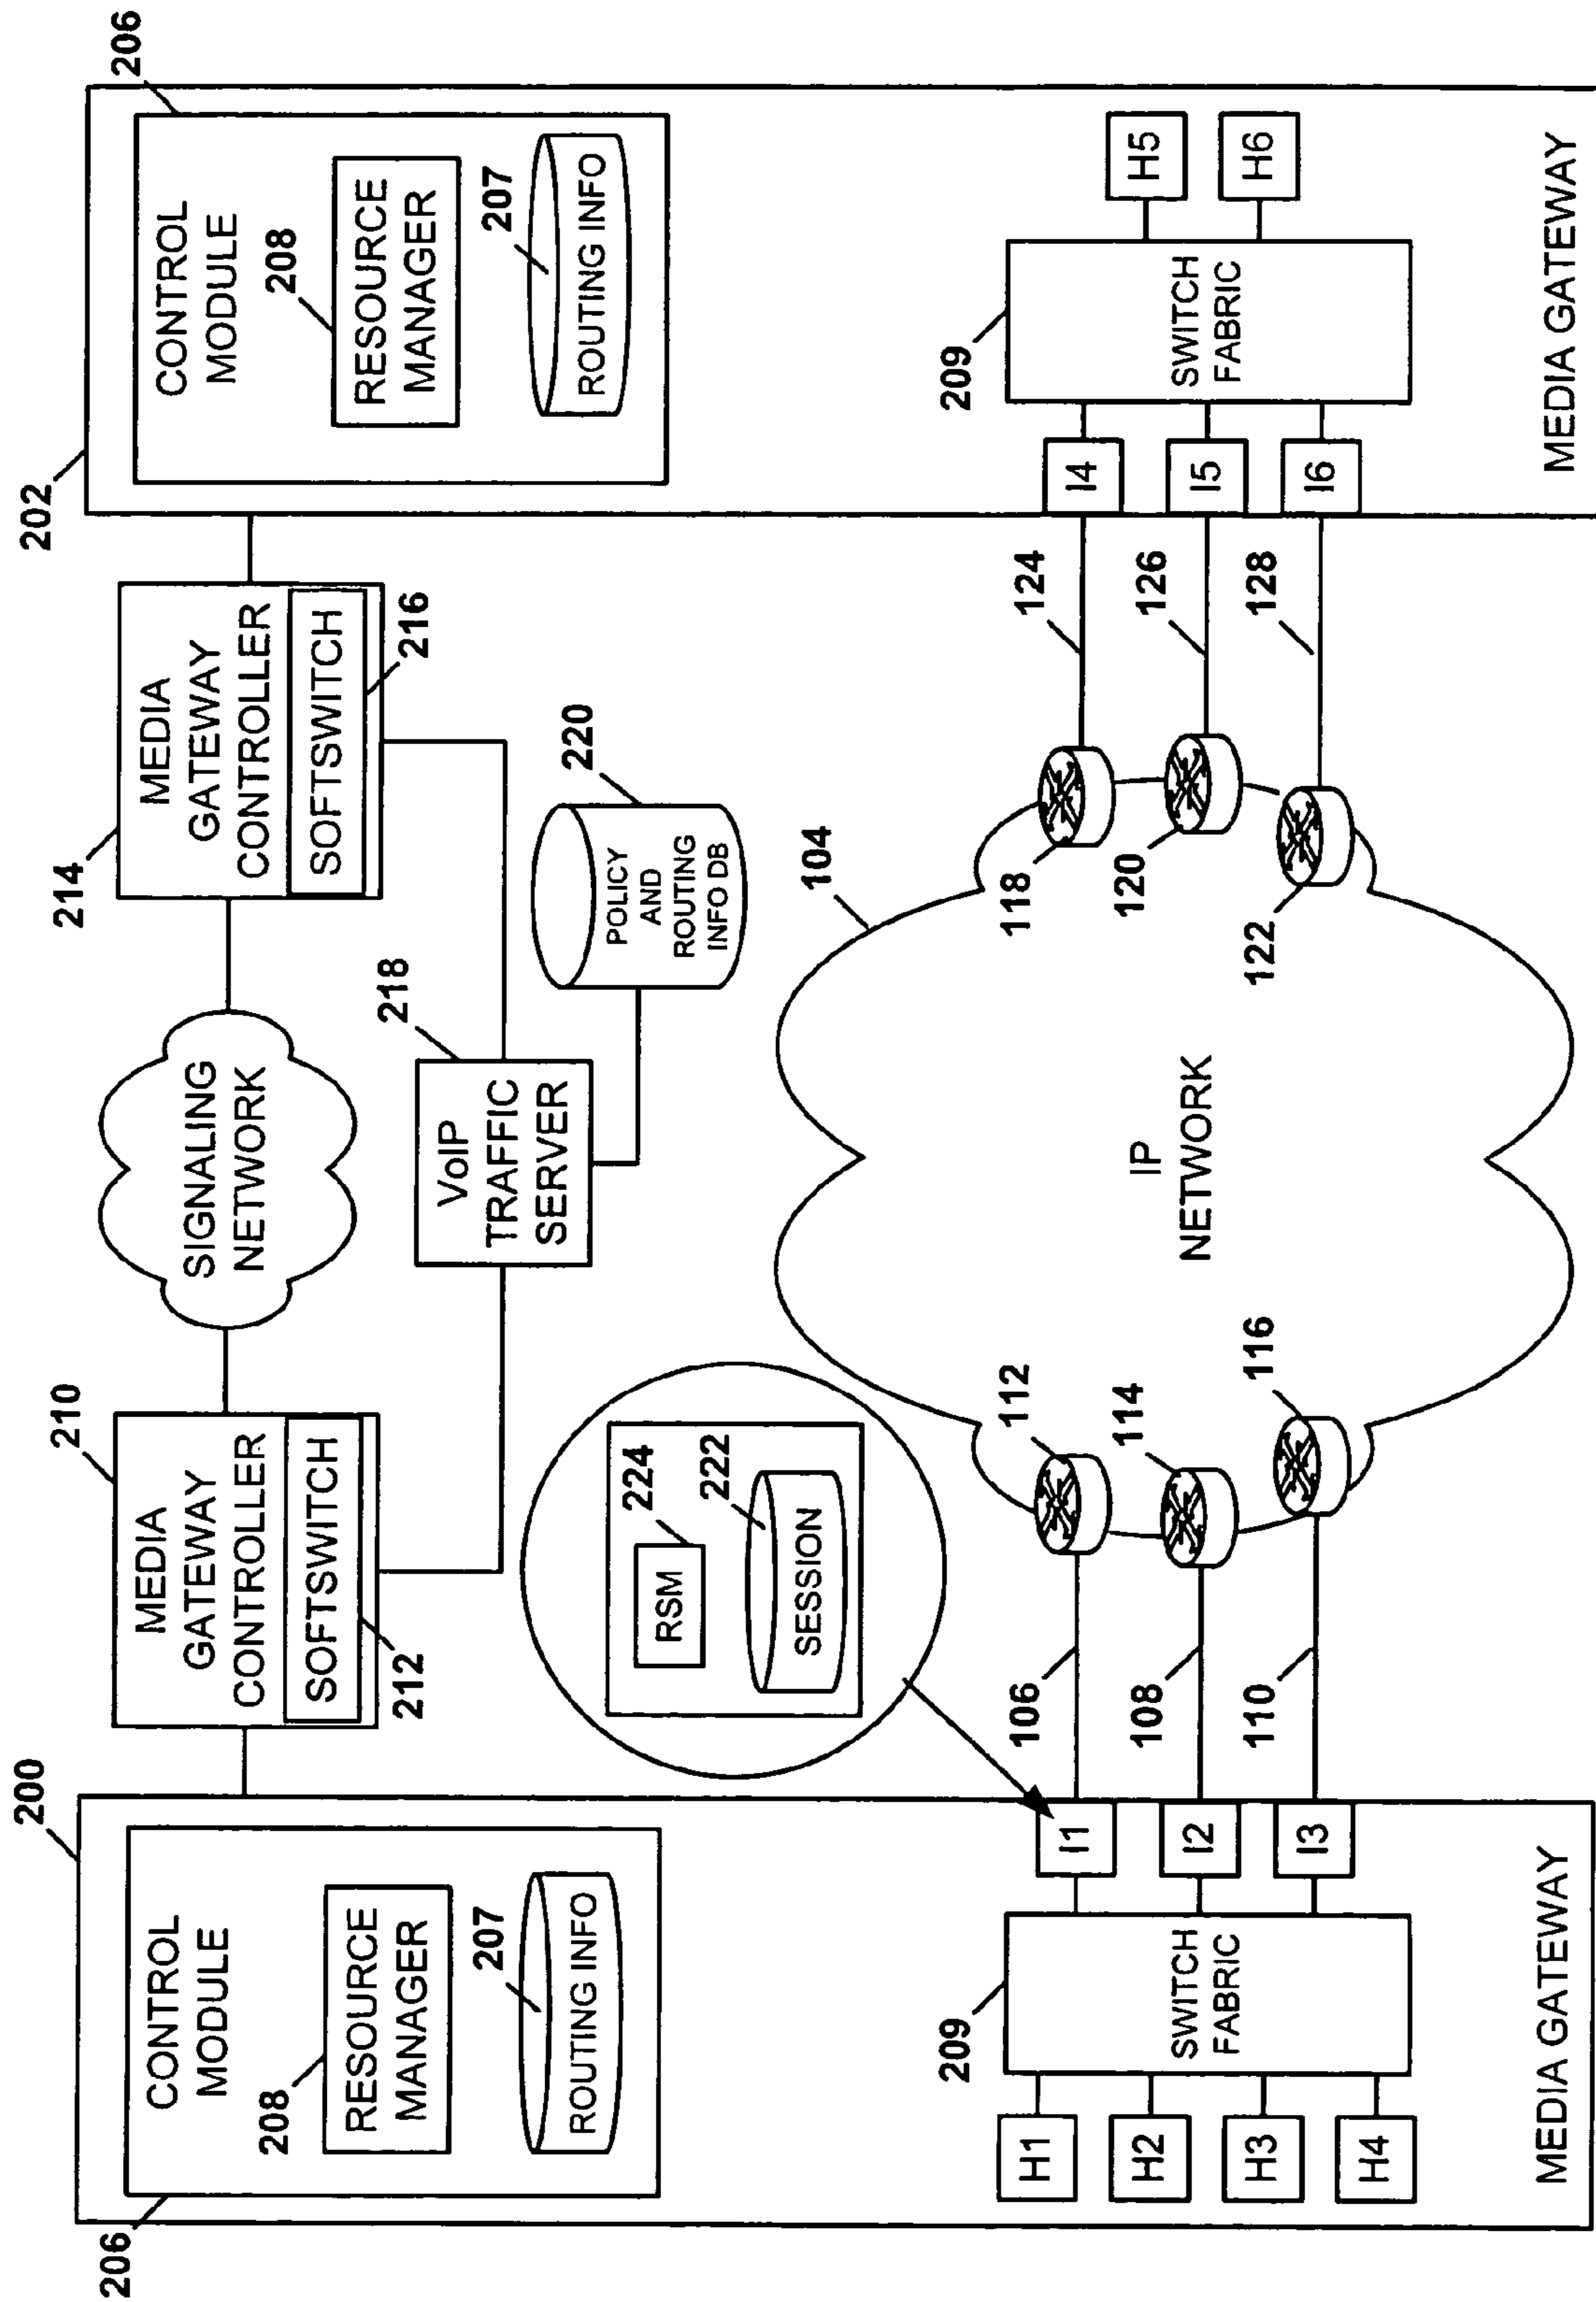 200
206
CONTROL
MODULE
208
RESOURCE
MANAGER
207
ROUTING INFO
210
MEDIA
GATEWAY
CONTROLLER
SOFTSWITCH
212
SIGNALING
NETWORK
214
MEDIA
GATEWAY
CONTROLLER
SOFTSWITCH
216
202
206
CONTROL
MODULE
208
RESOURCE
MANAGER
207
ROUTING INFO
218
VoIP
TRAFFIC
SERVER
220
POLICY
AND
ROUTING
INFO DB
RSM
224
222
SESSION
H1
H2
H3
H4
209
SWITCH
FABRIC
I1
I2
I3
MEDIA GATEWAY
106
108
110
112
114
116
104
IP
NETWORK
118
120
122
124
126
128
I4
I5
I6
209
SWITCH
FABRIC
H5
H6
MEDIA GATEWAY